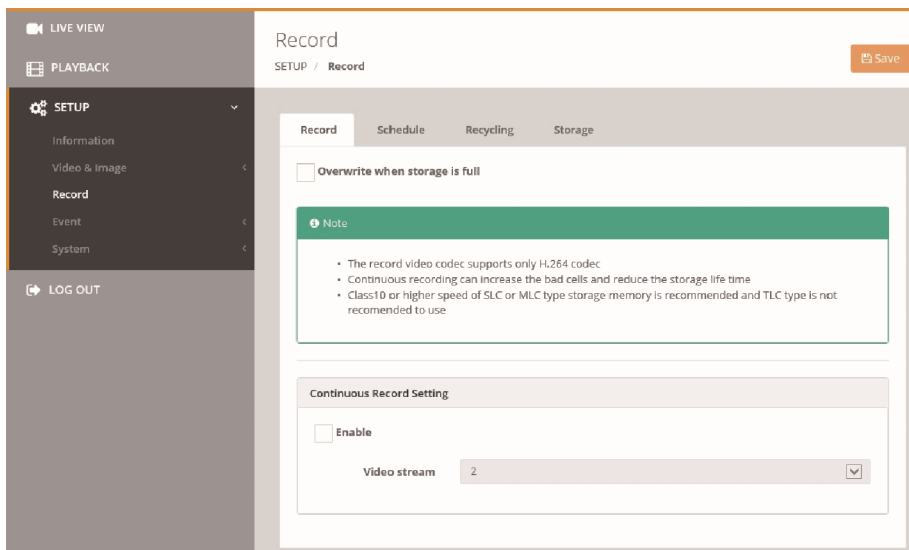 LIVE VIEW
PLAYBACK
SETUP
Information
Video & Image
Record
Event
System
LOG OUT
Record
SETUP / Record
Save
Record Schedule Recycling Storage
Overwrite when storage is full
Note
• The record video codec supports only H.264 codec
• Continuous recording can increase the bad cells and reduce the storage life time
• Class10 or higher speed of SLC or MLC type storage memory is recommended and TLC type is not
recomended to use
Continuous Record Setting
Enable
Video stream 2